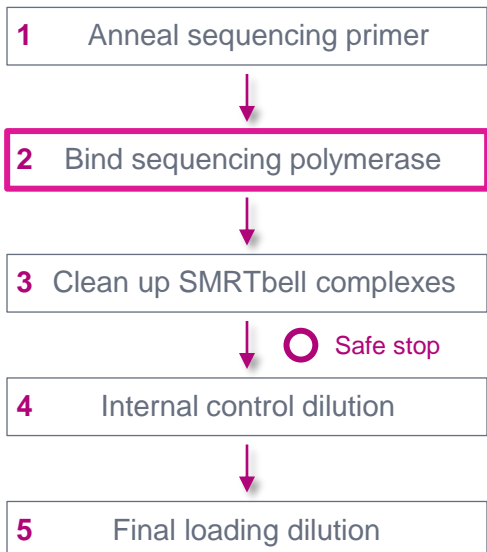 1 Anneal sequencing primer
2 Bind sequencing polymerase
3 Clean up SMRTbell complexes
Safe stop
4 Internal control dilution
5 Final loading dilution